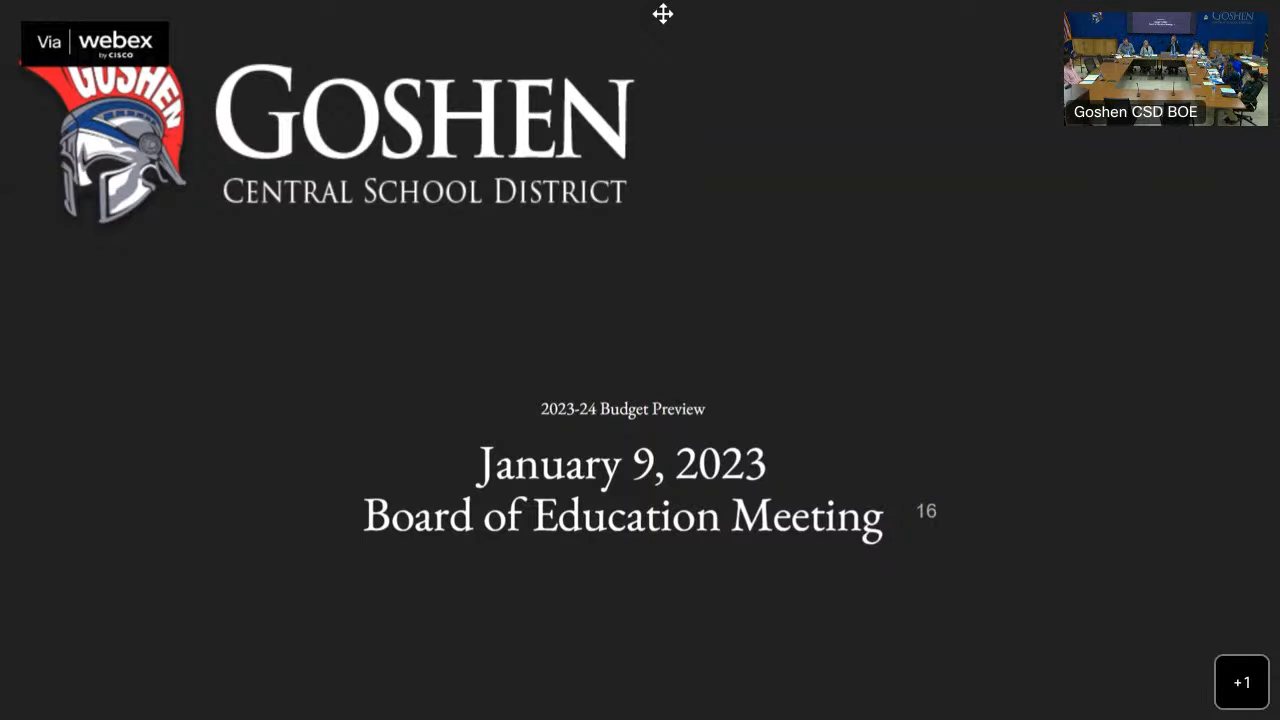 Via webex
by CISCO
GOSHEN
GOSHEN
CENTRAL SCHOOL DISTRICT
GOSHEN
Goshen CSD BOE
2023-24 Budget Preview
January 9, 2023
Board of Education Meeting
16
+1